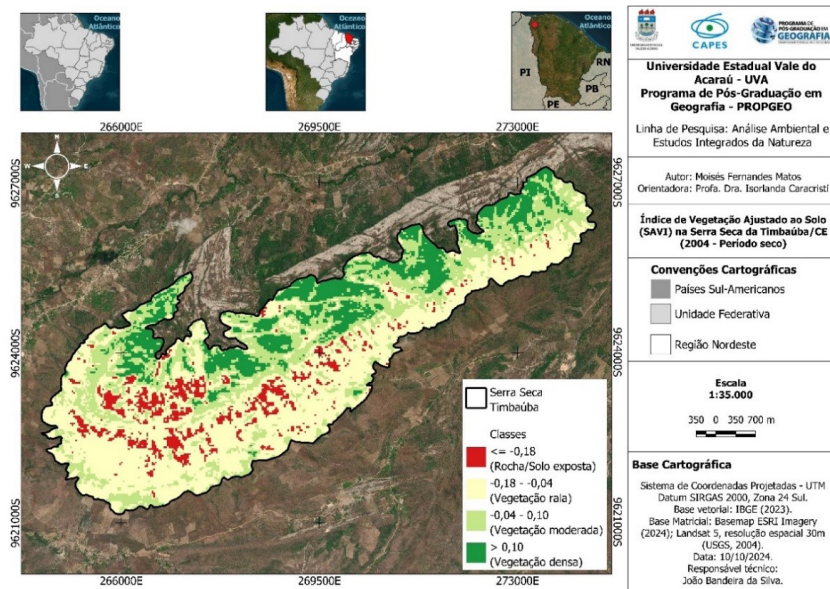 Oceano
Atlântico
Oceano
Atlântico
Oceano
Atlântico
PI
RN
PB
PE
266000E
269500E
273000E
9627000S
9624000S
9621000S
9627000S
9624000S
9621000S
N
W
E
S
266000E
269500E
273000E
Serra Seca
Timbaúba
Classes
<= -0,18
(Rocha/Solo exposta)
-0,18 - -0,04
(Vegetação rala)
-0,04 - 0,10
(Vegetação moderada)
> 0,10
(Vegetação densa)
CAPES
PROGRAMA DE
PÓS-GRADUAÇÃO EM
GEOGRAFIA
Universidade Estadual Vale do
Acaraú - UVA
Programa de Pós-Graduação em
Geografia - PROPGEO
Linha de Pesquisa: Análise Ambiental e
Estudos Integrados da Natureza
Autor: Moisés Fernandes Matos
Orientadora: Profa. Dra. Isorlanda Caracristi
Índice de Vegetação Ajustado ao Solo
(SAVI) na Serra Seca da Timbaúba/CE
(2004 - Período seco)
Convenções Cartográficas
Países Sul-Americanos
Unidade Federativa
Região Nordeste
Escala
1:35.000
350 0 350 700 m
Base Cartográfica
Sistema de Coordenadas Projetadas - UTM
Datum SIRGAS 2000, Zona 24 Sul.
Base vetorial: IBGE (2023).
Base Matricial: Basemap ESRI Imagery
(2024); Landsat 5, resolução espacial 30m
(USGS, 2004).
Data: 10/10/2024.
Responsável técnico:
João Bandeira da Silva.